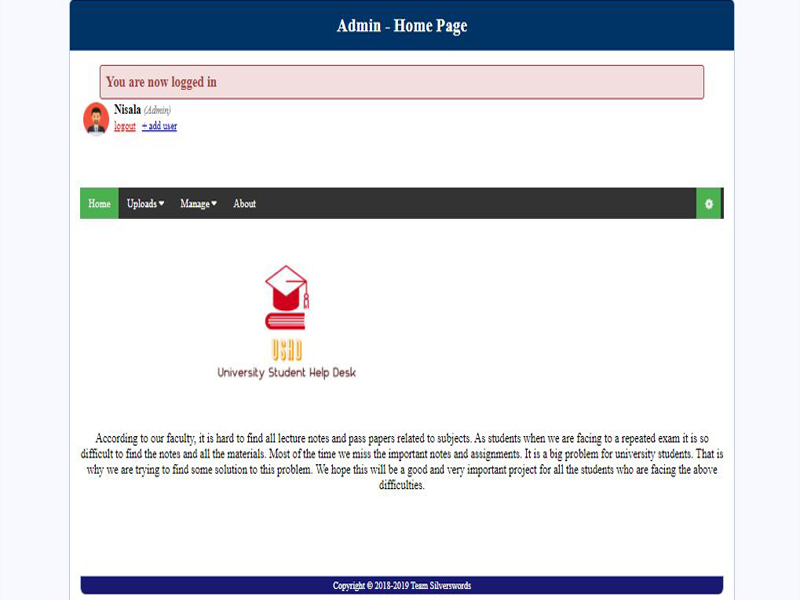 Admin - Home Page
You are now logged in
Nisala (Admin)
logout + add user
Home Uploads Manage About
USHD
University Student Help Desk
According to our faculty, it is hard to find all lecture notes and pass papers related to subjects. As students when we are facing to a repeated exam it is so
difficult to find the notes and all the materials. Most of the time we miss the important notes and assignments. It is a big problem for university students. That is
why we are trying to find some solution to this problem. We hope this will be a good and very important project for all the students who are facing the above
difficulties.
Copyright © 2018-2019 Team Silverswords